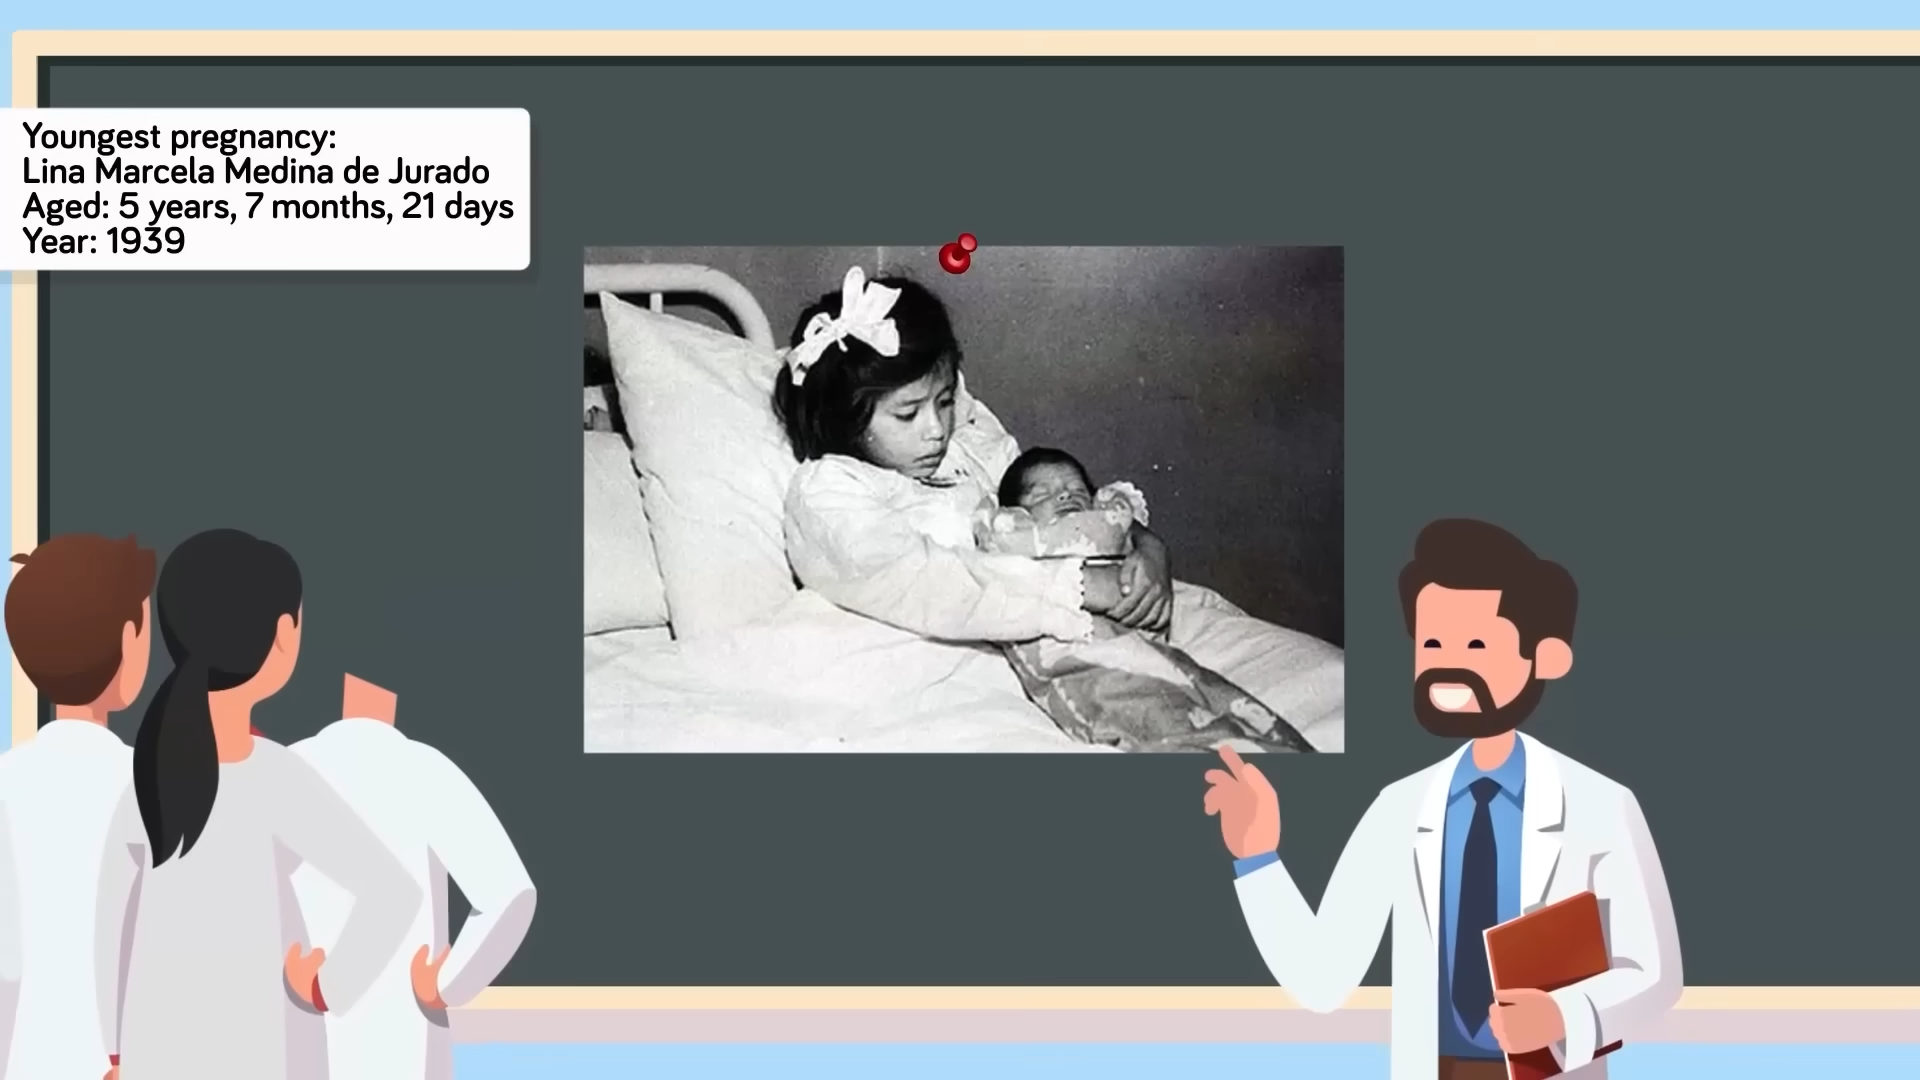 Youngest pregnancy:
Lina Marcela Medina de Jurado
Aged: 5 years, 7 months, 21 days
Year: 1939